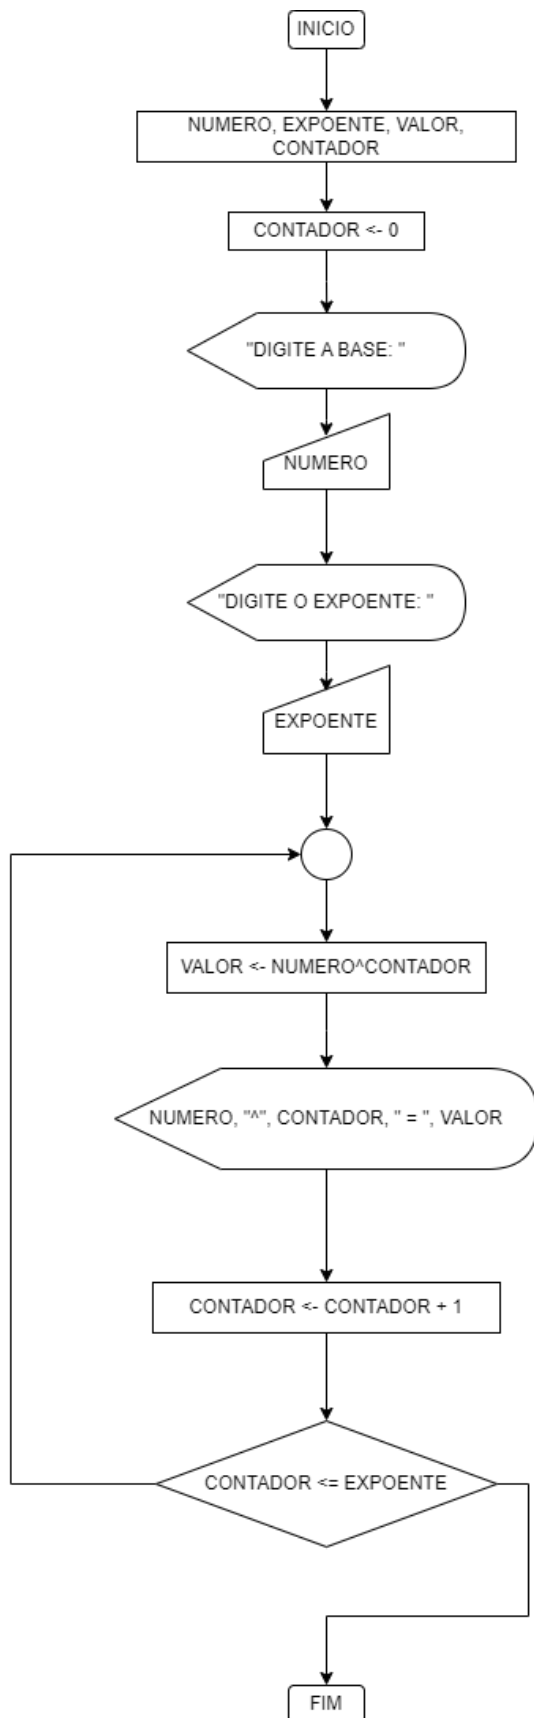 INICIO
NUMERO, EXPOENTE, VALOR,
CONTADOR
CONTADOR <- 0
"DIGITE A BASE: "
NUMERO
"DIGITE O EXPOENTE: "
EXPOENTE
VALOR <- NUMERO^CONTADOR
NUMERO, "^", CONTADOR, " = ", VALOR
CONTADOR <- CONTADOR + 1
CONTADOR <= EXPOENTE
FIM